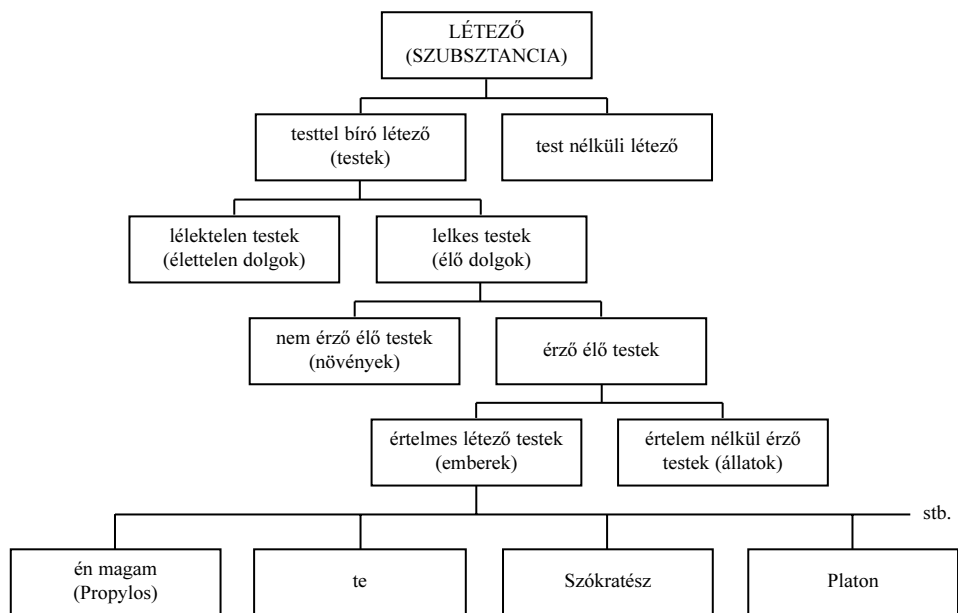 LÉTEZŐ
(SZUBSZTANCIA)
testtel bíró létező
(testek)
test nélküli létező
lélektelen testek
(élettelen dolgok)
lelkes testek
(élő dolgok)
nem érző élő testek
(növények)
érző élő testek
értelmes létező testek
(emberek)
értelem nélkül érző
testek (állatok)
stb.
én magam
(Propylos)
te
Szókratész
Platon